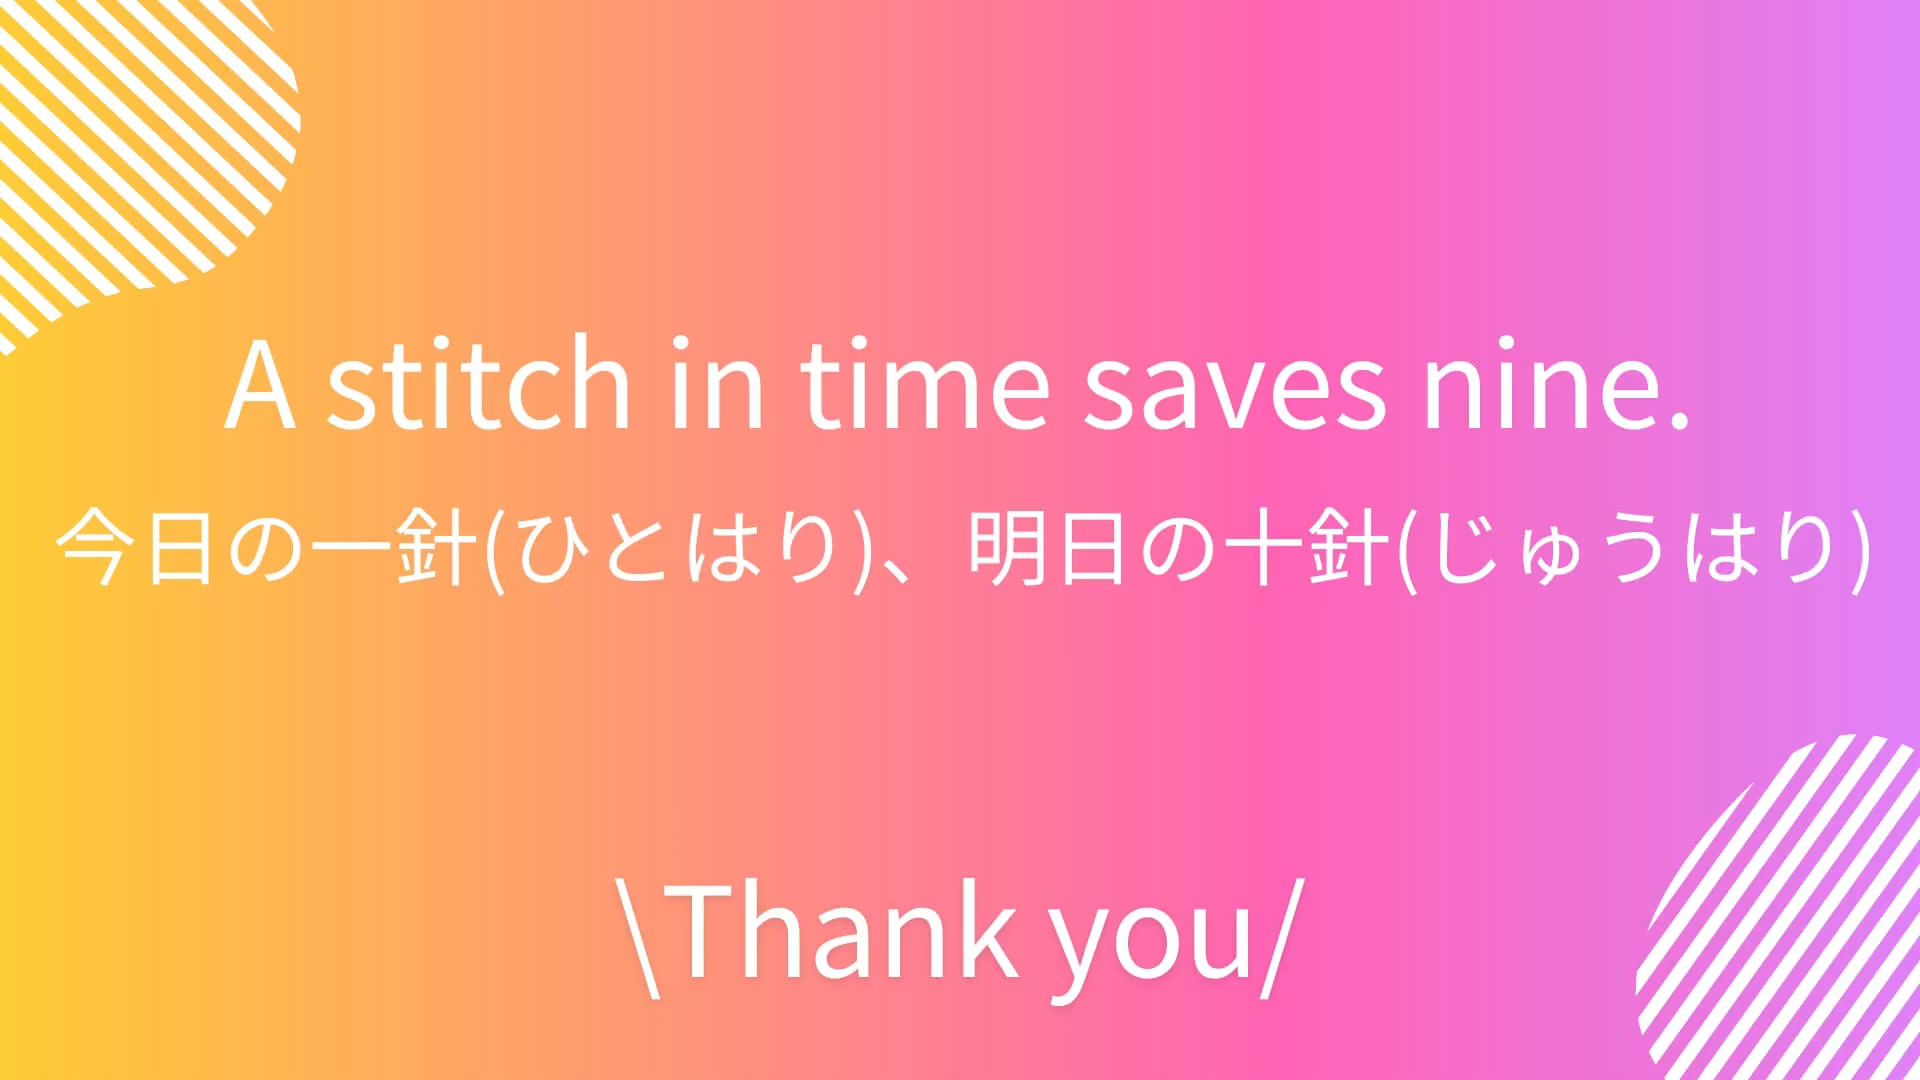 A stitch in time saves nine.
今日の一針(ひとはり)、明日の十針(じゅうはり)
\Thank you/